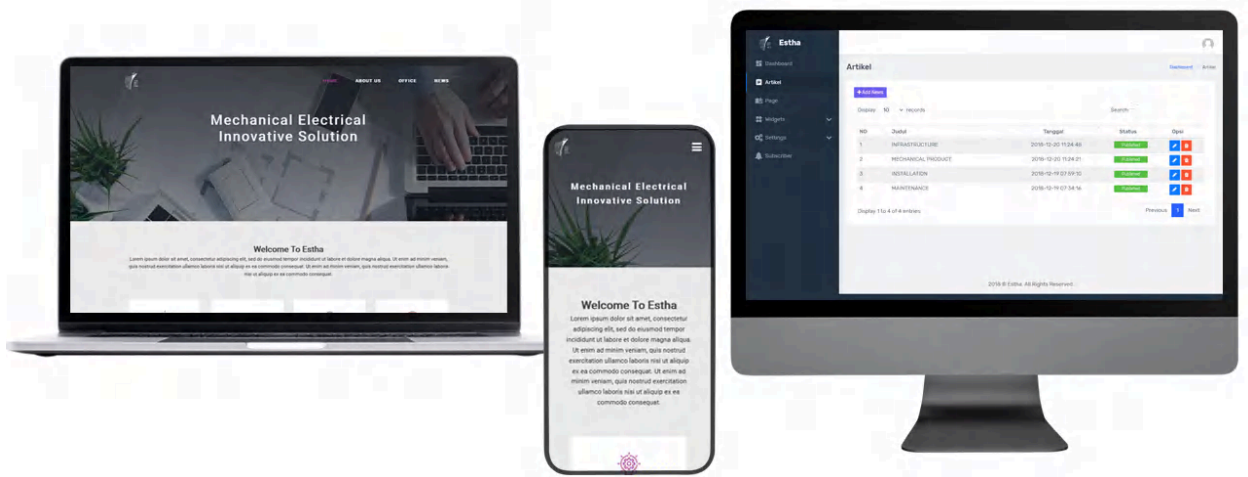 HOME ABOUT US OFFICE NEWS
Mechanical Electrical
Innovative Solution
Welcome To Estha
Lorem ipsum dolor sit amet, consectetur adipiscing elit, sed do eiusmod tempor incididunt ut labore et dolore magna aliqua. Ut enim ad minim veniam,
quis nostrud exercitation ullamco laboris nisi ut aliquip ex ea commodo consequat. Ut enim ad minim veniam, quis nostrud exercitation ullamco laboris
nisi ut aliquip ex ea commodo consequat.
Mechanical Electrical
Innovative Solution
Welcome To Estha
Lorem ipsum dolor sit amet, consectetur
adipiscing elit, sed do eiusmod tempor
incididunt ut labore et dolore magna aliqua.
Ut enim ad minim veniam, quis nostrud
exercitation ullamco laboris nisi ut aliquip
ex ea commodo consequat. Ut enim ad
minim veniam, quis nostrud exercitation
ullamco laboris nisi ut aliquip ex ea
commodo consequat.
Estha
Dashboard
Artikel
Page
Widgets
Settings
Subscriber
Artikel
Dashboard Artikel
+ Add News
Display 10 records
Search:
NO Judul Tanggal Status Opsi
1 INFRASTRUCTURE 2018-12-20 11:24:48 Published
2 MECHANICAL PRODUCT 2018-12-20 11:24:21 Published
3 INSTALLATION 2018-12-19 07:59:10 Published
4 MAINTENANCE 2018-12-19 07:34:14 Published
Display 1 to 4 of 4 entries
Previous 1 Next
2018 © Estha. All Rights Reserved.